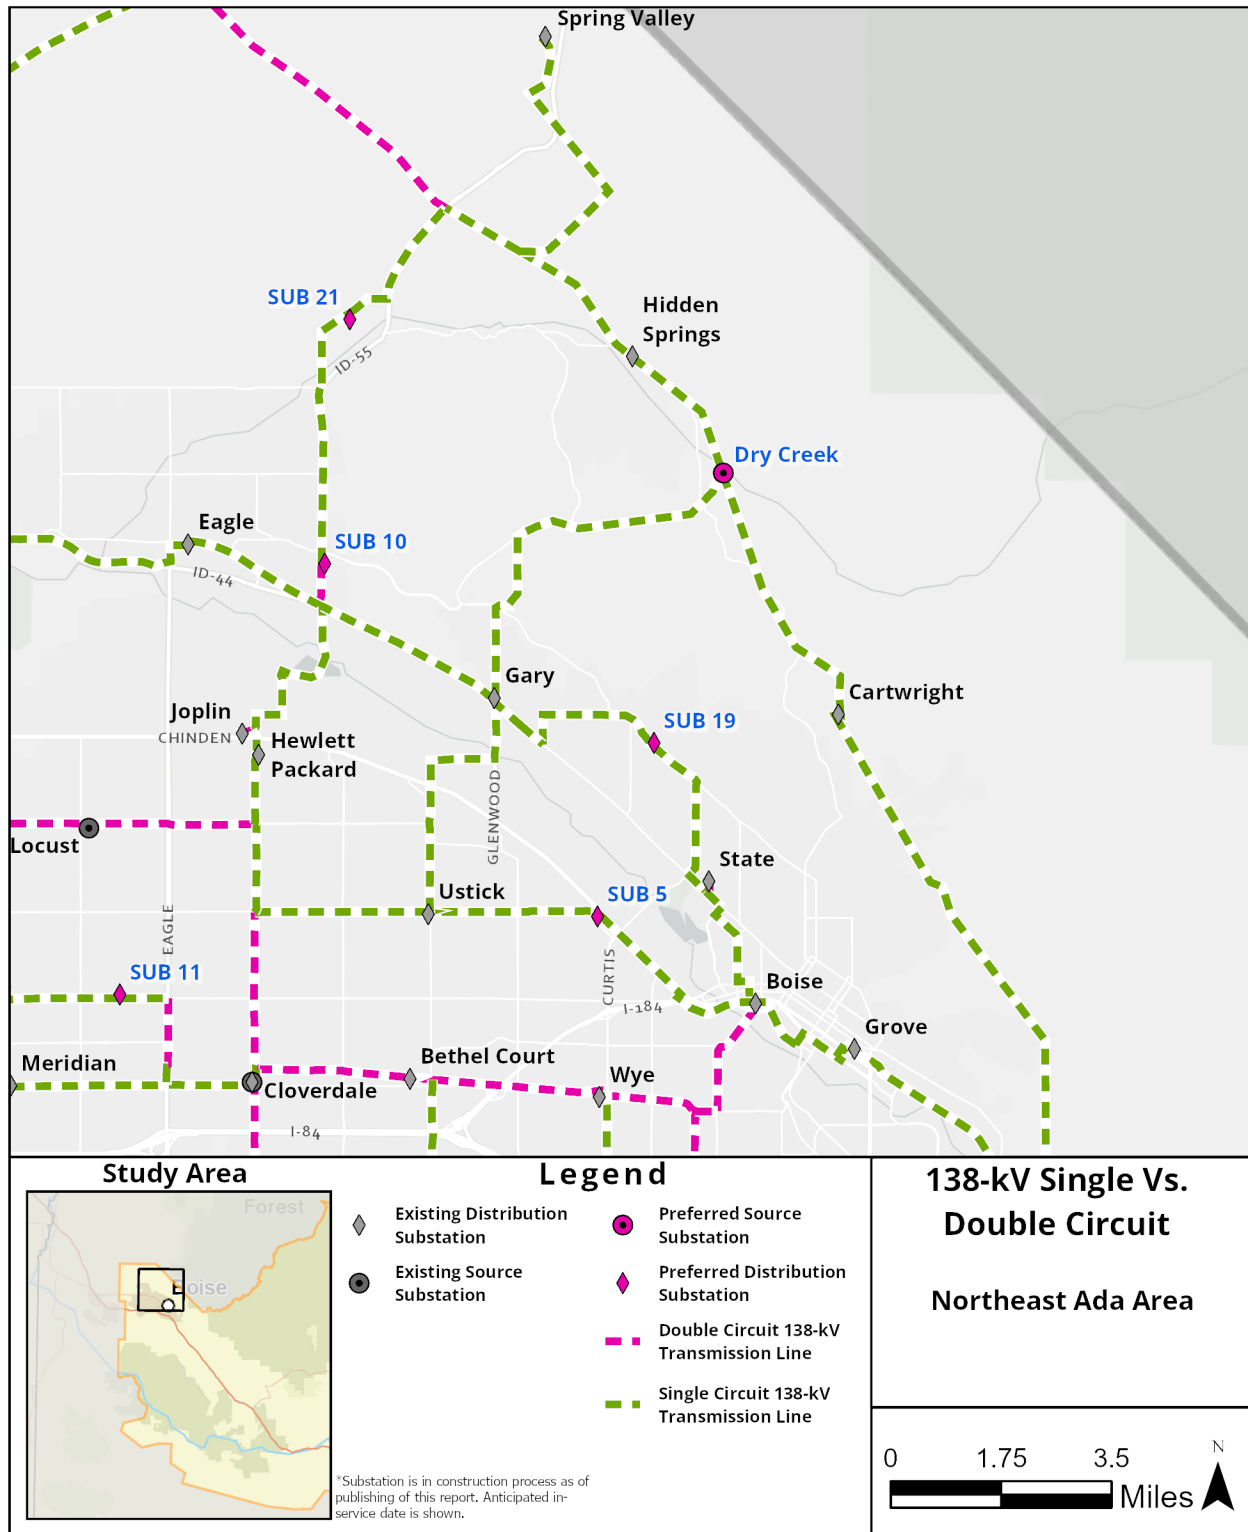 Spring Valley
SUB 21
Hidden
Springs
ID-55
Dry Creek
Eagle
SUB 10
ID-44
Gary
Cartwright
Joplin
SUB 19
CHINDEN
Hewlett
Packard
GLENWOOD
Locust
State
Ustick
SUB 5
EAGLE
SUB 11
CURTIS
Boise
I-184
Grove
Meridian
Bethel Court
Wye
Cloverdale
I-84
Study Area
Forest
Boise
Legend
Existing Distribution
Substation
Existing Source
Substation
Preferred Source
Substation
Preferred Distribution
Substation
Double Circuit 138-kV
Transmission Line
Single Circuit 138-kV
Transmission Line
*Substation is in construction process as of
publishing of this report. Anticipated in-
service date is shown.
138-kV Single Vs.
Double Circuit
Northeast Ada Area
0 1.75 3.5
Miles
N